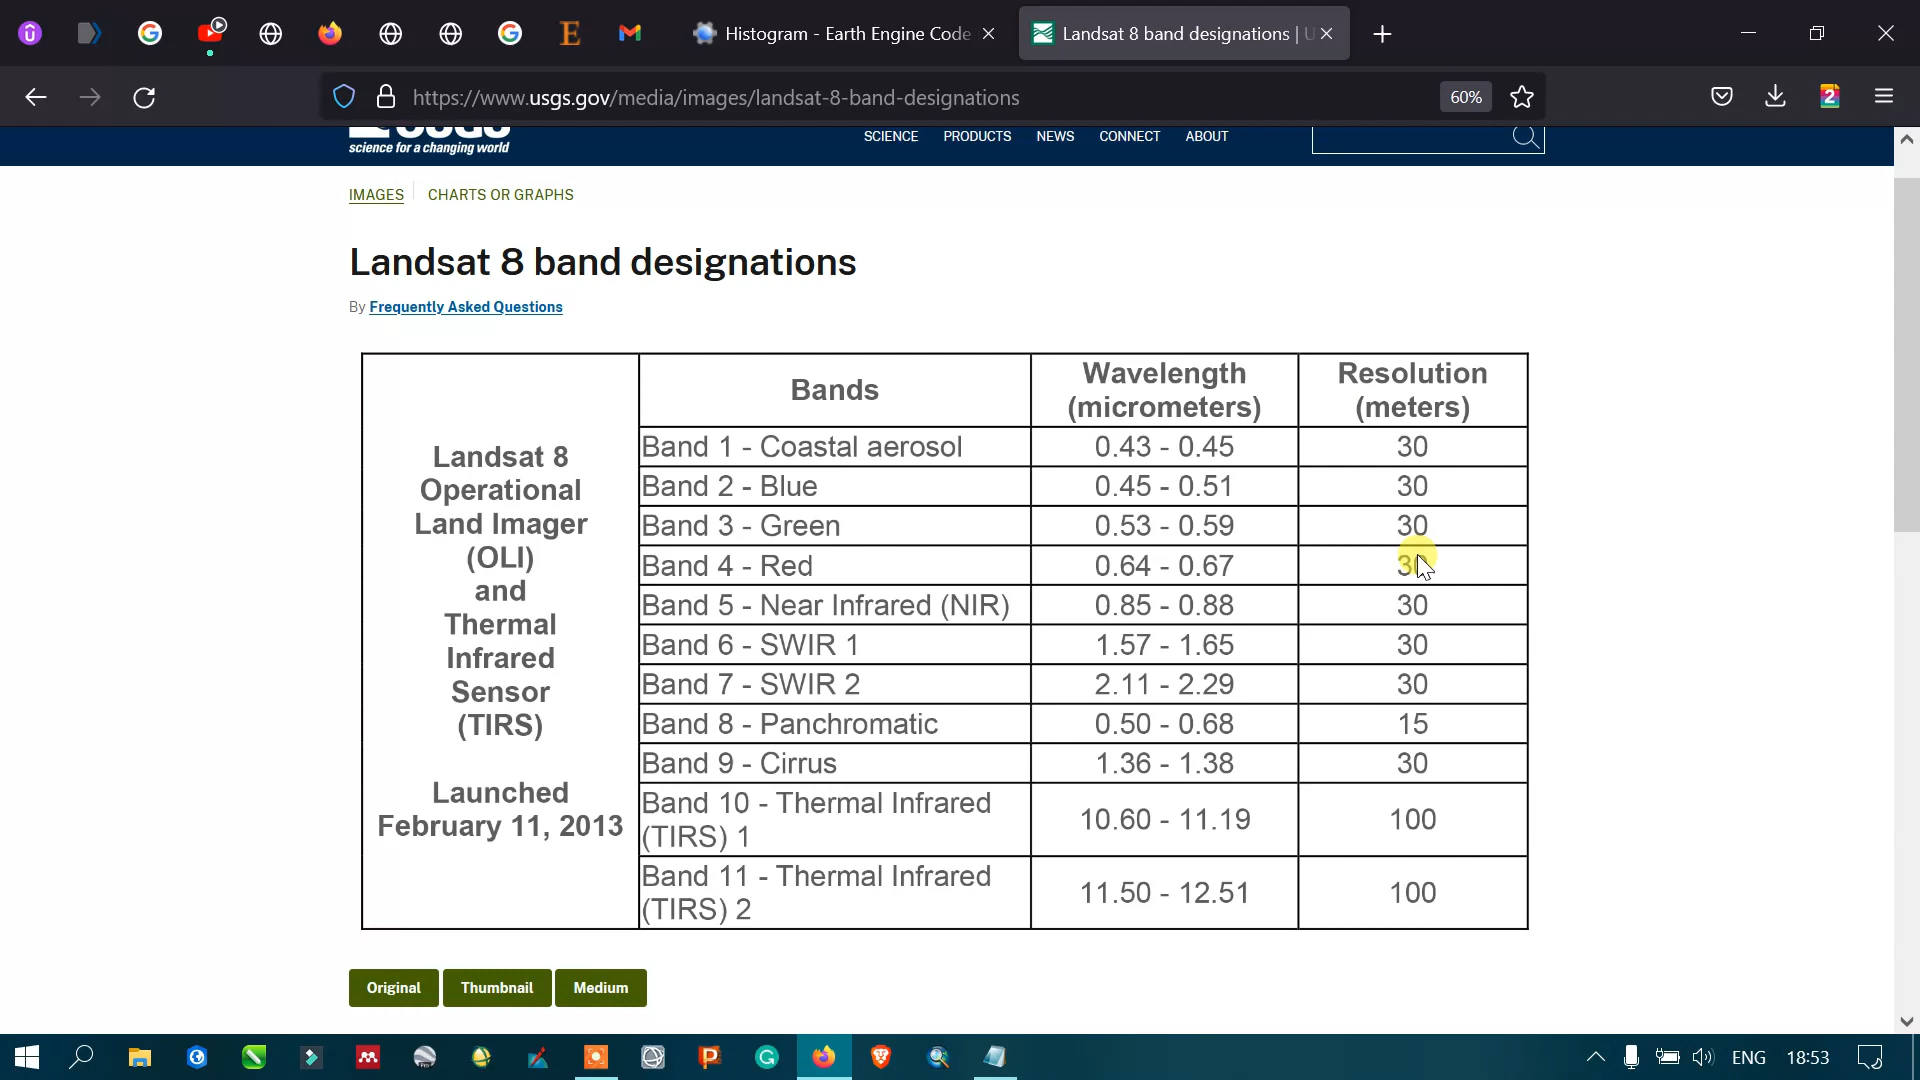 Histogram - Earth Engine Code
Landsat 8 band designations |
https://www.usgs.gov/media/images/landsat-8-band-designations
60%
science for a changing world
SCIENCE PRODUCTS NEWS CONNECT ABOUT
IMAGES CHARTS OR GRAPHS
Landsat 8 band designations
By Frequently Asked Questions
Landsat 8
Operational
Land Imager
(OLI)
and
Thermal
Infrared
Sensor
(TIRS)
Launched
February 11, 2013
Bands Wavelength (micrometers) Resolution (meters)
Band 1 - Coastal aerosol 0.43 - 0.45 30
Band 2 - Blue 0.45 - 0.51 30
Band 3 - Green 0.53 - 0.59 30
Band 4 - Red 0.64 - 0.67 30
Band 5 - Near Infrared (NIR) 0.85 - 0.88 30
Band 6 - SWIR 1 1.57 - 1.65 30
Band 7 - SWIR 2 2.11 - 2.29 30
Band 8 - Panchromatic 0.50 - 0.68 15
Band 9 - Cirrus 1.36 - 1.38 30
Band 10 - Thermal Infrared (TIRS) 1 10.60 - 11.19 100
Band 11 - Thermal Infrared (TIRS) 2 11.50 - 12.51 100
Original Thumbnail Medium
ENG 18:53